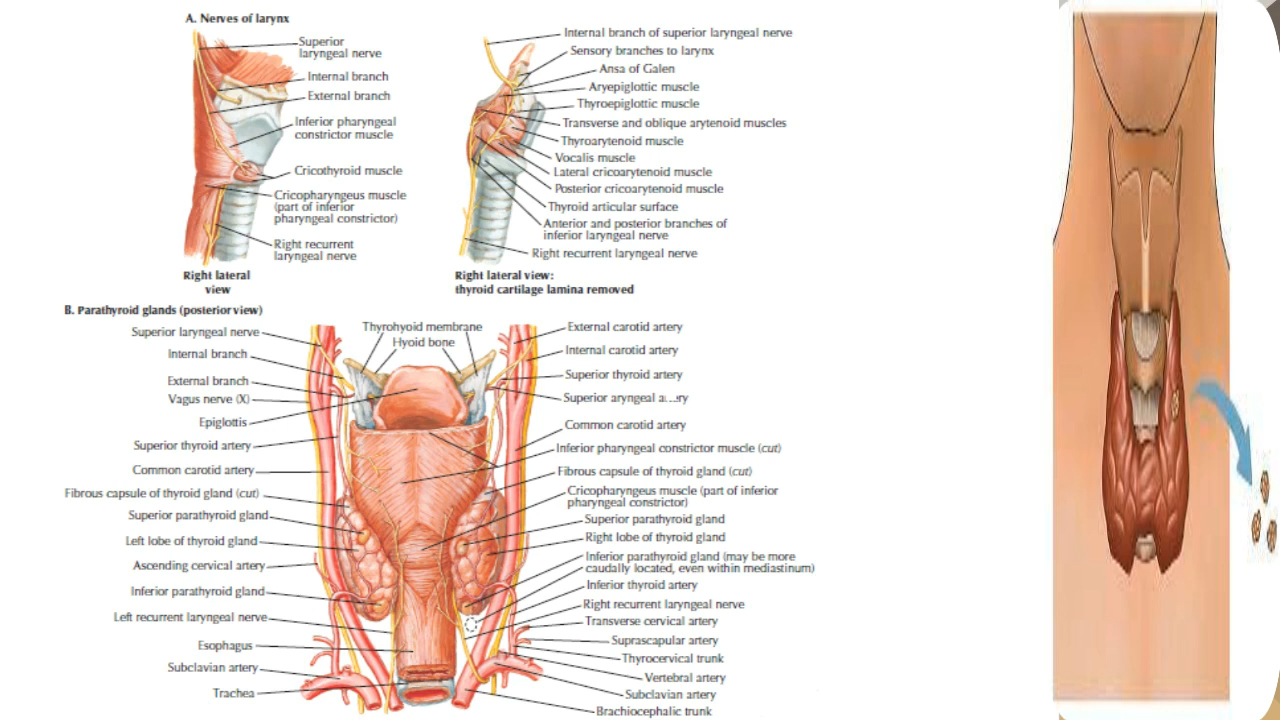 A. Nerves of larynx
Superior
laryngeal nerve
Internal branch
External branch
Inferior pharyngeal
constrictor muscle
Cricothyroid muscle
Cricopharyngeus muscle
(part of inferior
pharyngeal constrictor)
Right recurrent
laryngeal nerve
Right lateral
view
Internal branch of superior laryngeal nerve
Sensory branches to larynx
Ansa of Galen
Aryepiglottic muscle
Thyroepiglottic muscle
Transverse and oblique arytenoid muscles
Thyroarytenoid muscle
Vocalis muscle
Lateral cricoarytenoid muscle
Posterior cricoarytenoid muscle
Thyroid articular surface
Anterior and posterior branches of
inferior laryngeal nerve
Right recurrent laryngeal nerve
Right lateral view:
thyroid cartilage lamina removed
B. Parathyroid glands (posterior view)
Superior laryngeal nerve
Internal branch
External branch
Vagus nerve (X)
Epiglottis
Superior thyroid artery
Common carotid artery
Fibrous capsule of thyroid gland (cut)
Superior parathyroid gland
Left lobe of thyroid gland
Ascending cervical artery
Inferior parathyroid gland
Left recurrent laryngeal nerve
Esophagus
Subclavian artery
Trachea
Thyrohyoid membrane
Hyoid bone
External carotid artery
Internal carotid artery
Superior thyroid artery
Superior
Common carotid artery
Inferior pharyngeal constrictor muscle (cut)
Fibrous capsule of thyroid gland (cut)
Cricopharyngeus muscle (part of inferior
pharyngeal constrictor)
Superior parathyroid gland
Right lobe of thyroid gland
Inferior parathyroid gland (may be more
caudally located, even within mediastinum)
Inferior thyroid artery
Right recurrent laryngeal nerve
Transverse cervical artery
Suprascapular artery
Thyrocervical trunk
Vertebral artery
Subclavian artery
Brachiocephalic trunk